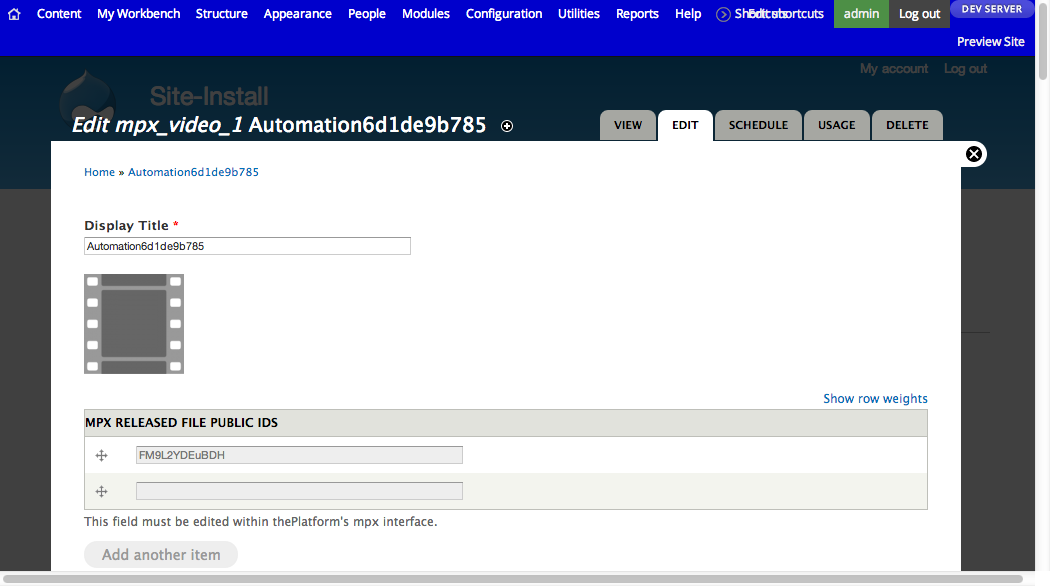 Content My Workbench Structure Appearance People Modules Configuration Utilities Reports Help Edit shortcuts admin Log out DEV SERVER
Preview Site
My account Log out
Site-Install
Edit mpx_video_1 Automation6d1de9b785
VIEW EDIT SCHEDULE USAGE DELETE
Home » Automation6d1de9b785
Display Title *
Automation6d1de9b785
Show row weights
MPX RELEASED FILE PUBLIC IDS
FM9L2YDEuBDH
This field must be edited within thePlatform's mpx interface.
Add another item